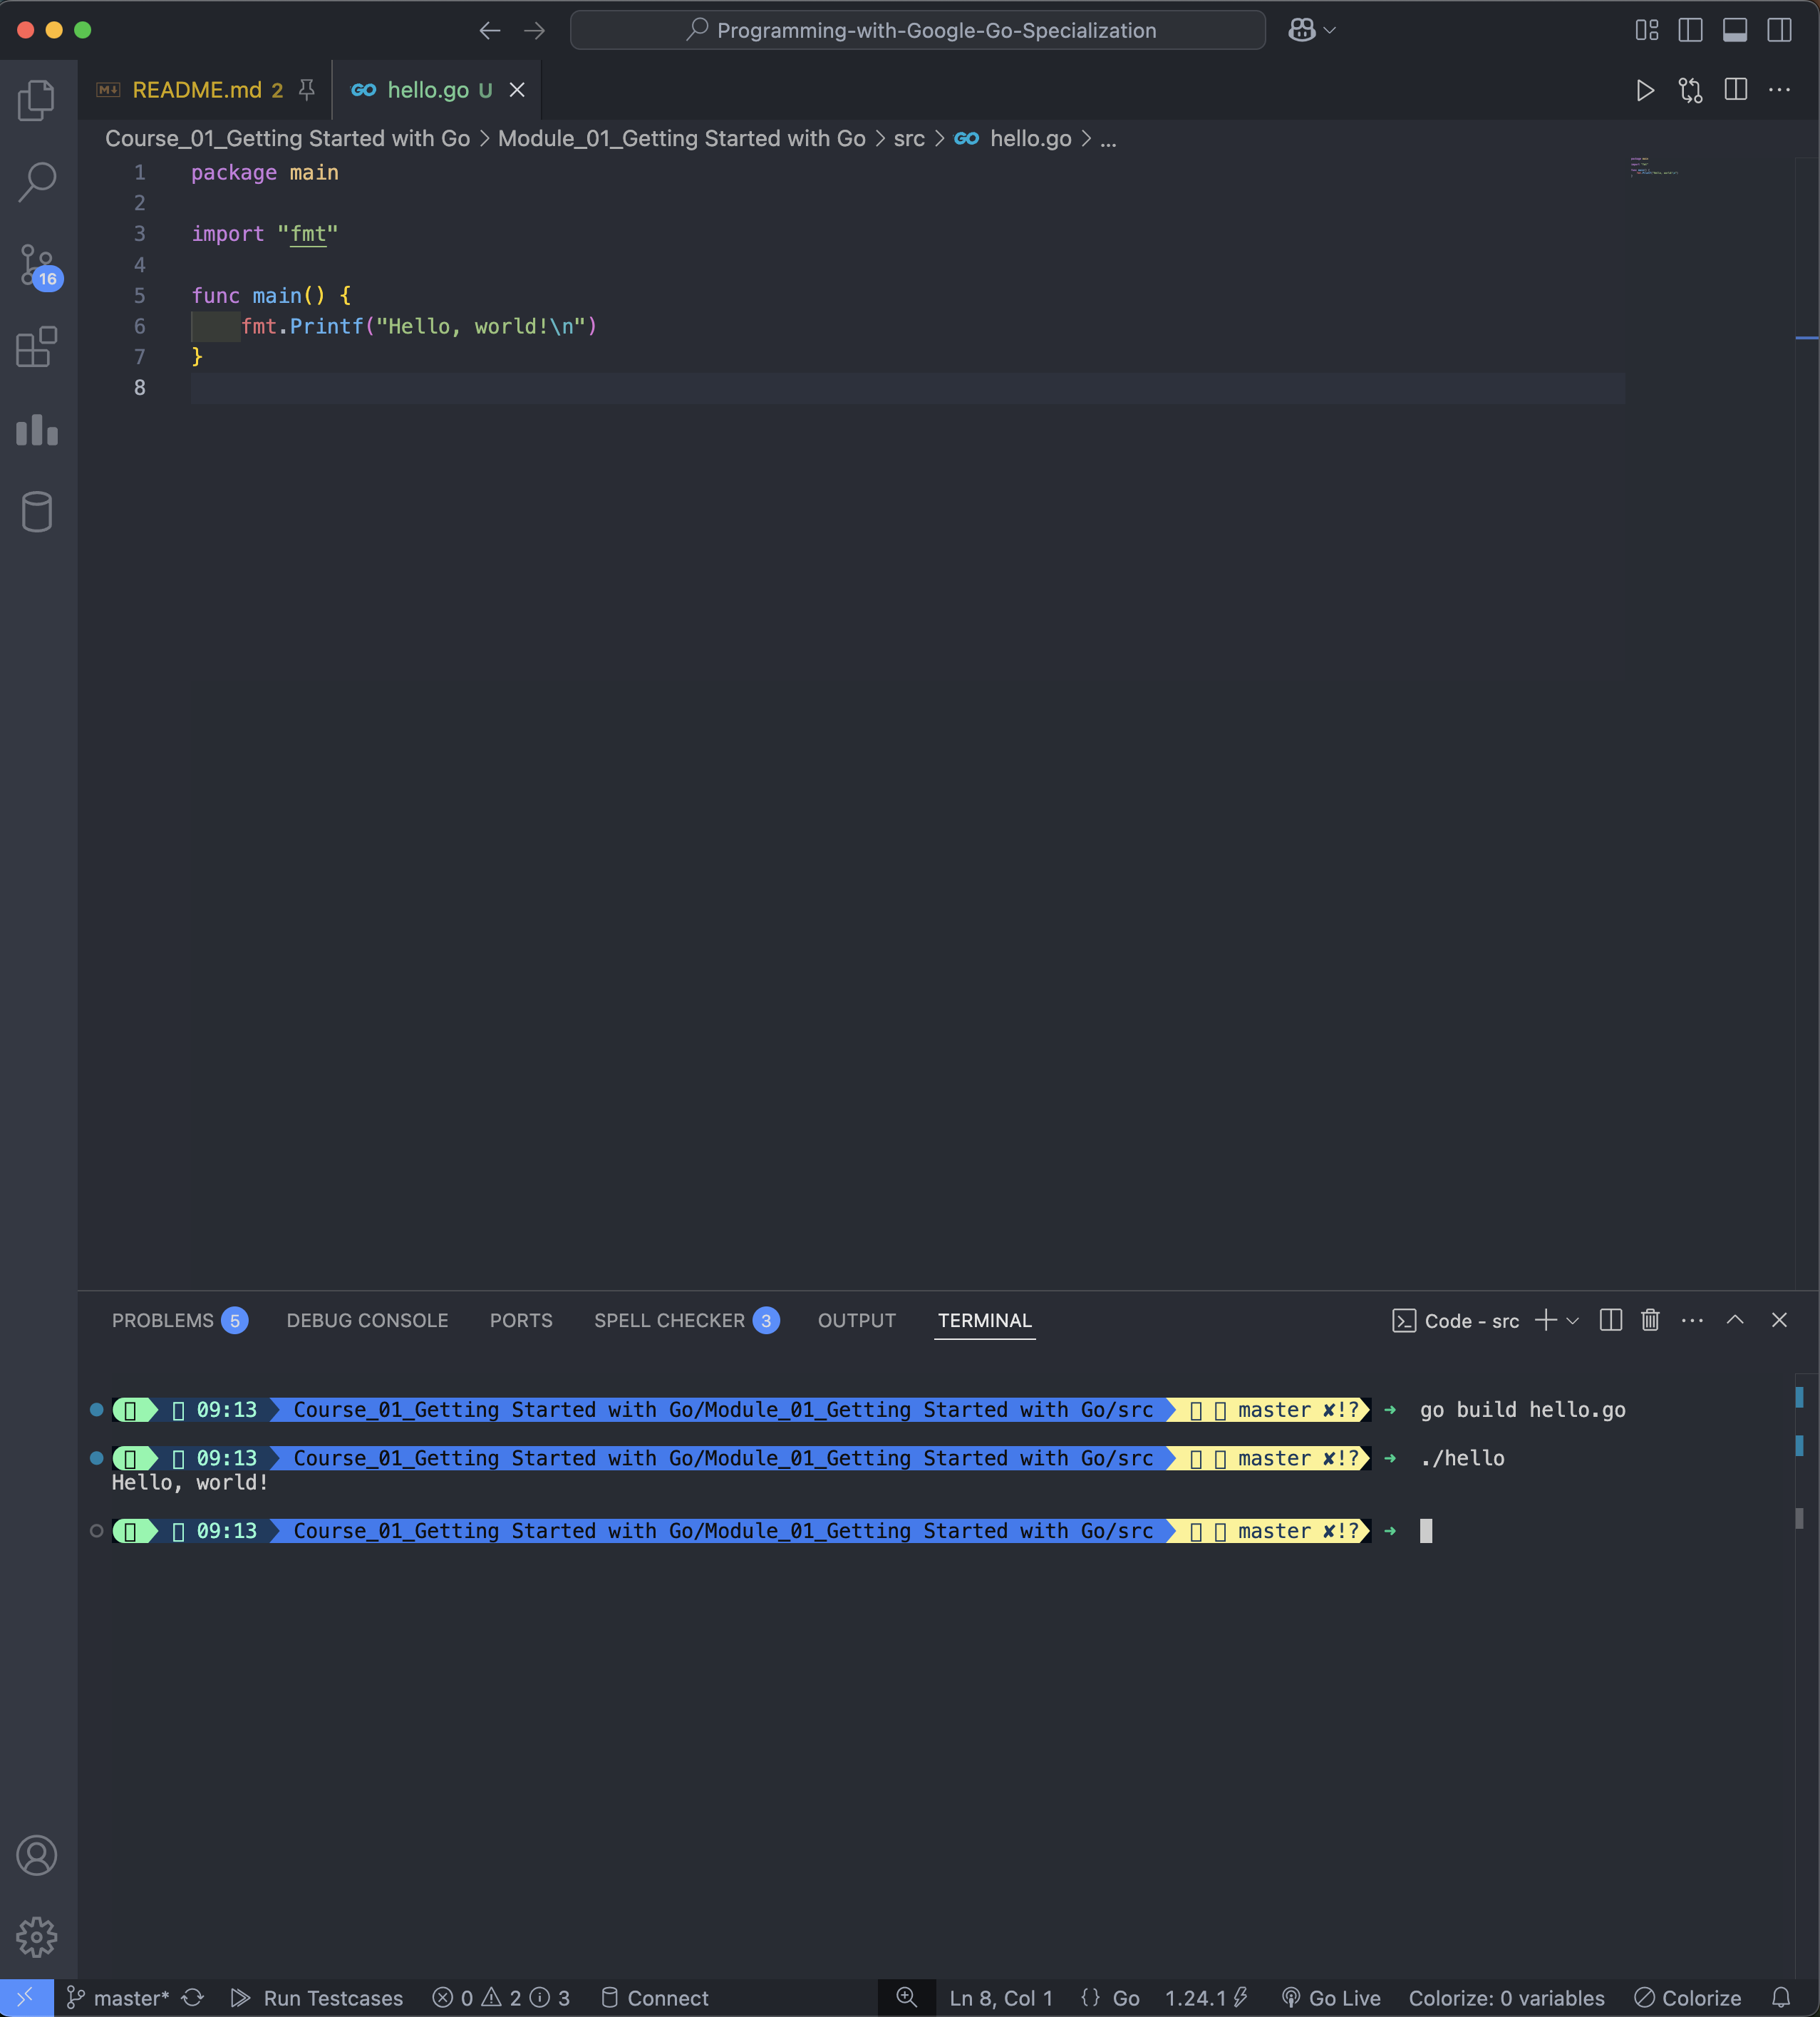 Programming-with-Google-Go-Specialization
README.md 2
GO hello.go U
Course_01_Getting Started with Go > Module_01_Getting Started with Go > src > GO hello.go > ...
1 package main
2
3 import "fmt"
4
5 func main() {
6 fmt.Printf("Hello, world!\n")
7 }
8
16
PROBLEMS 5 DEBUG CONSOLE PORTS SPELL CHECKER 3 OUTPUT TERMINAL
Code - src
09:13 Course_01_Getting Started with Go/Module_01_Getting Started with Go/src master ✘!? ➜ go build hello.go
09:13 Course_01_Getting Started with Go/Module_01_Getting Started with Go/src master ✘!? ➜ ./hello
Hello, world!
09:13 Course_01_Getting Started with Go/Module_01_Getting Started with Go/src master ✘!? ➜
master* Run Testcases 0 2 3 Connect Ln 8, Col 1 {} Go 1.24.1 Go Live Colorize: 0 variables Colorize